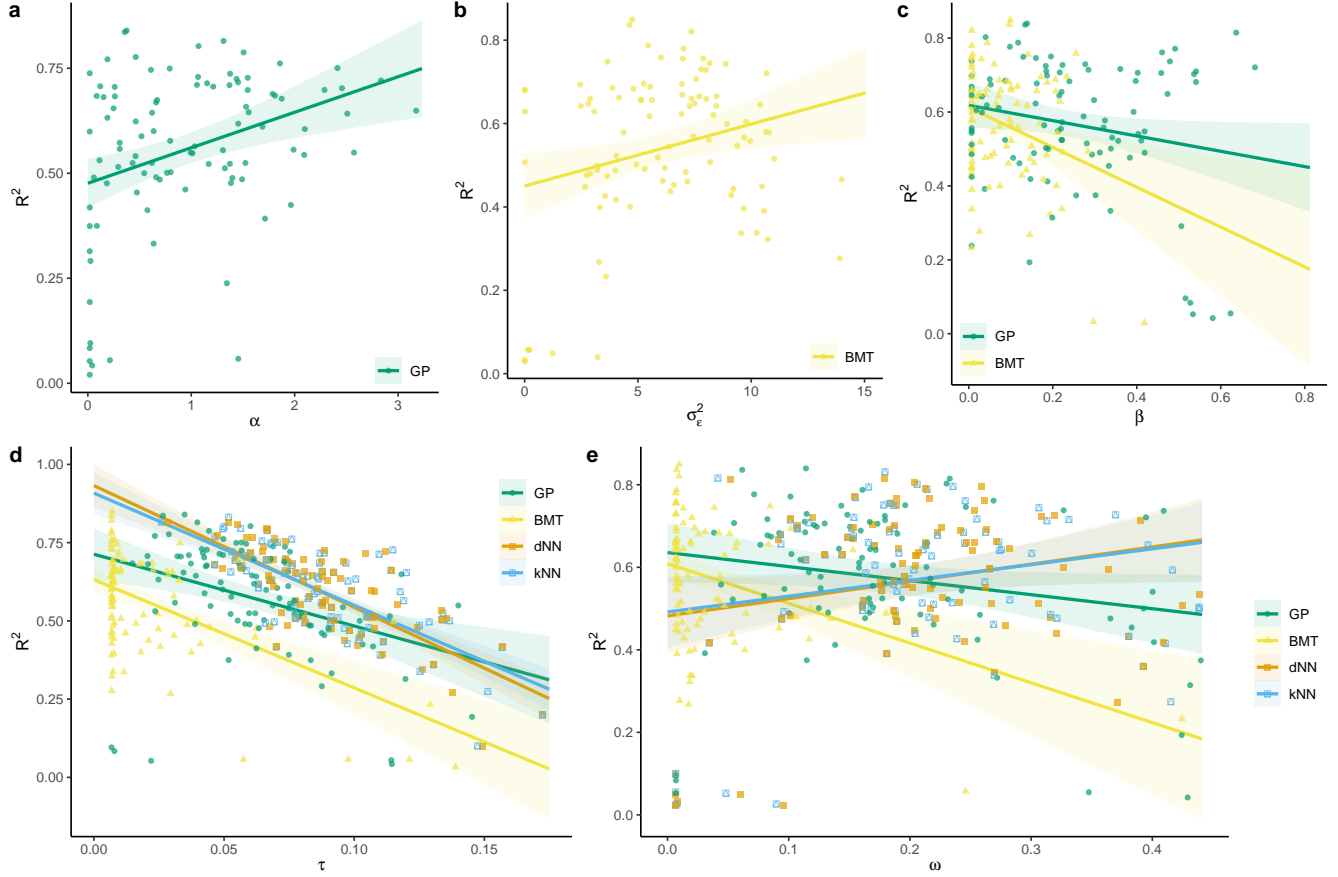 a
R²
0.75
0.50
0.25
0.00
0 1 2 3
α
GP
b
R²
0.8
0.6
0.4
0.2
0.0
0 5 10 15
σ²ε
BMT
c
R²
0.8
0.6
0.4
0.2
0.0
0.0 0.2 0.4 0.6 0.8
β
GP
BMT
d
R²
1.00
0.75
0.50
0.25
0.00
0.00 0.05 0.10 0.15
τ
GP
BMT
dNN
kNN
e
R²
0.8
0.6
0.4
0.2
0.0
0.0 0.1 0.2 0.3 0.4
ω
GP
BMT
dNN
kNN